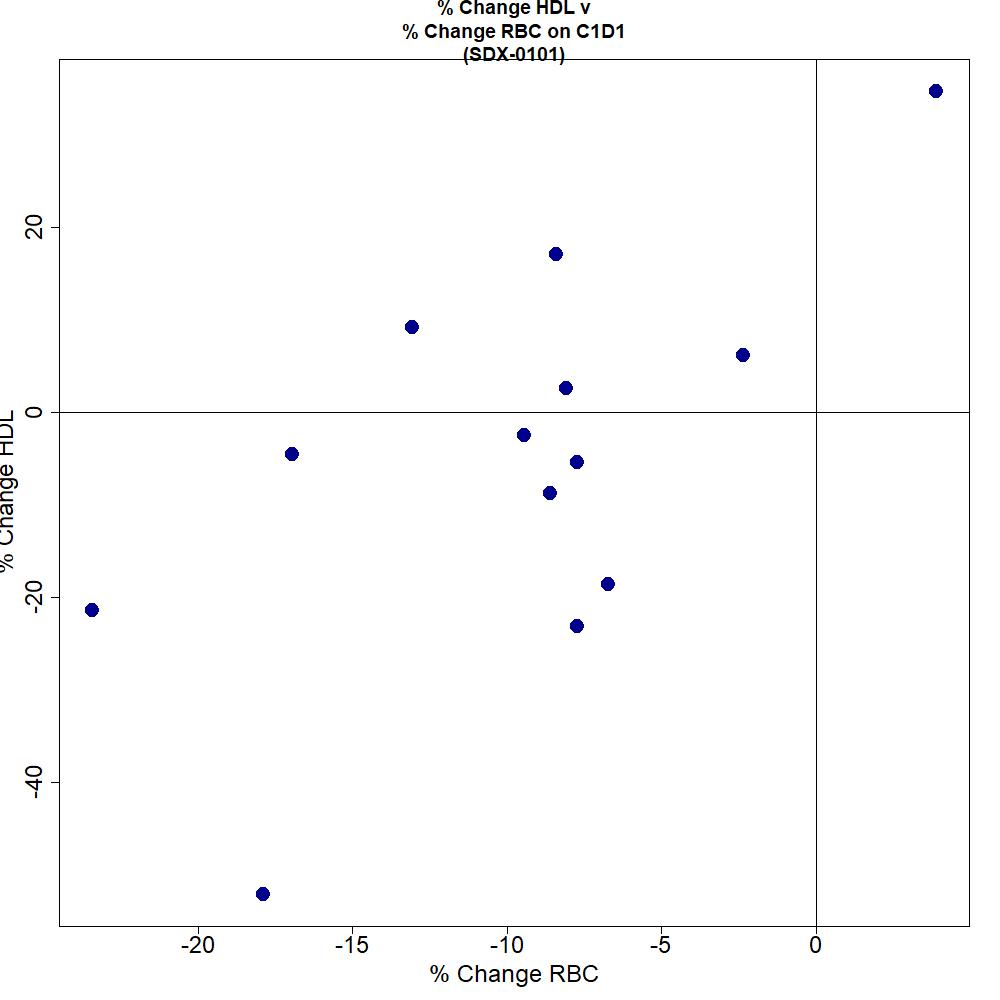 % Change HDL v
% Change RBC on C1D1
(SDX-0101)
20
0
-20
-40
% Change HDL
-20 -15 -10 -5 0
% Change RBC